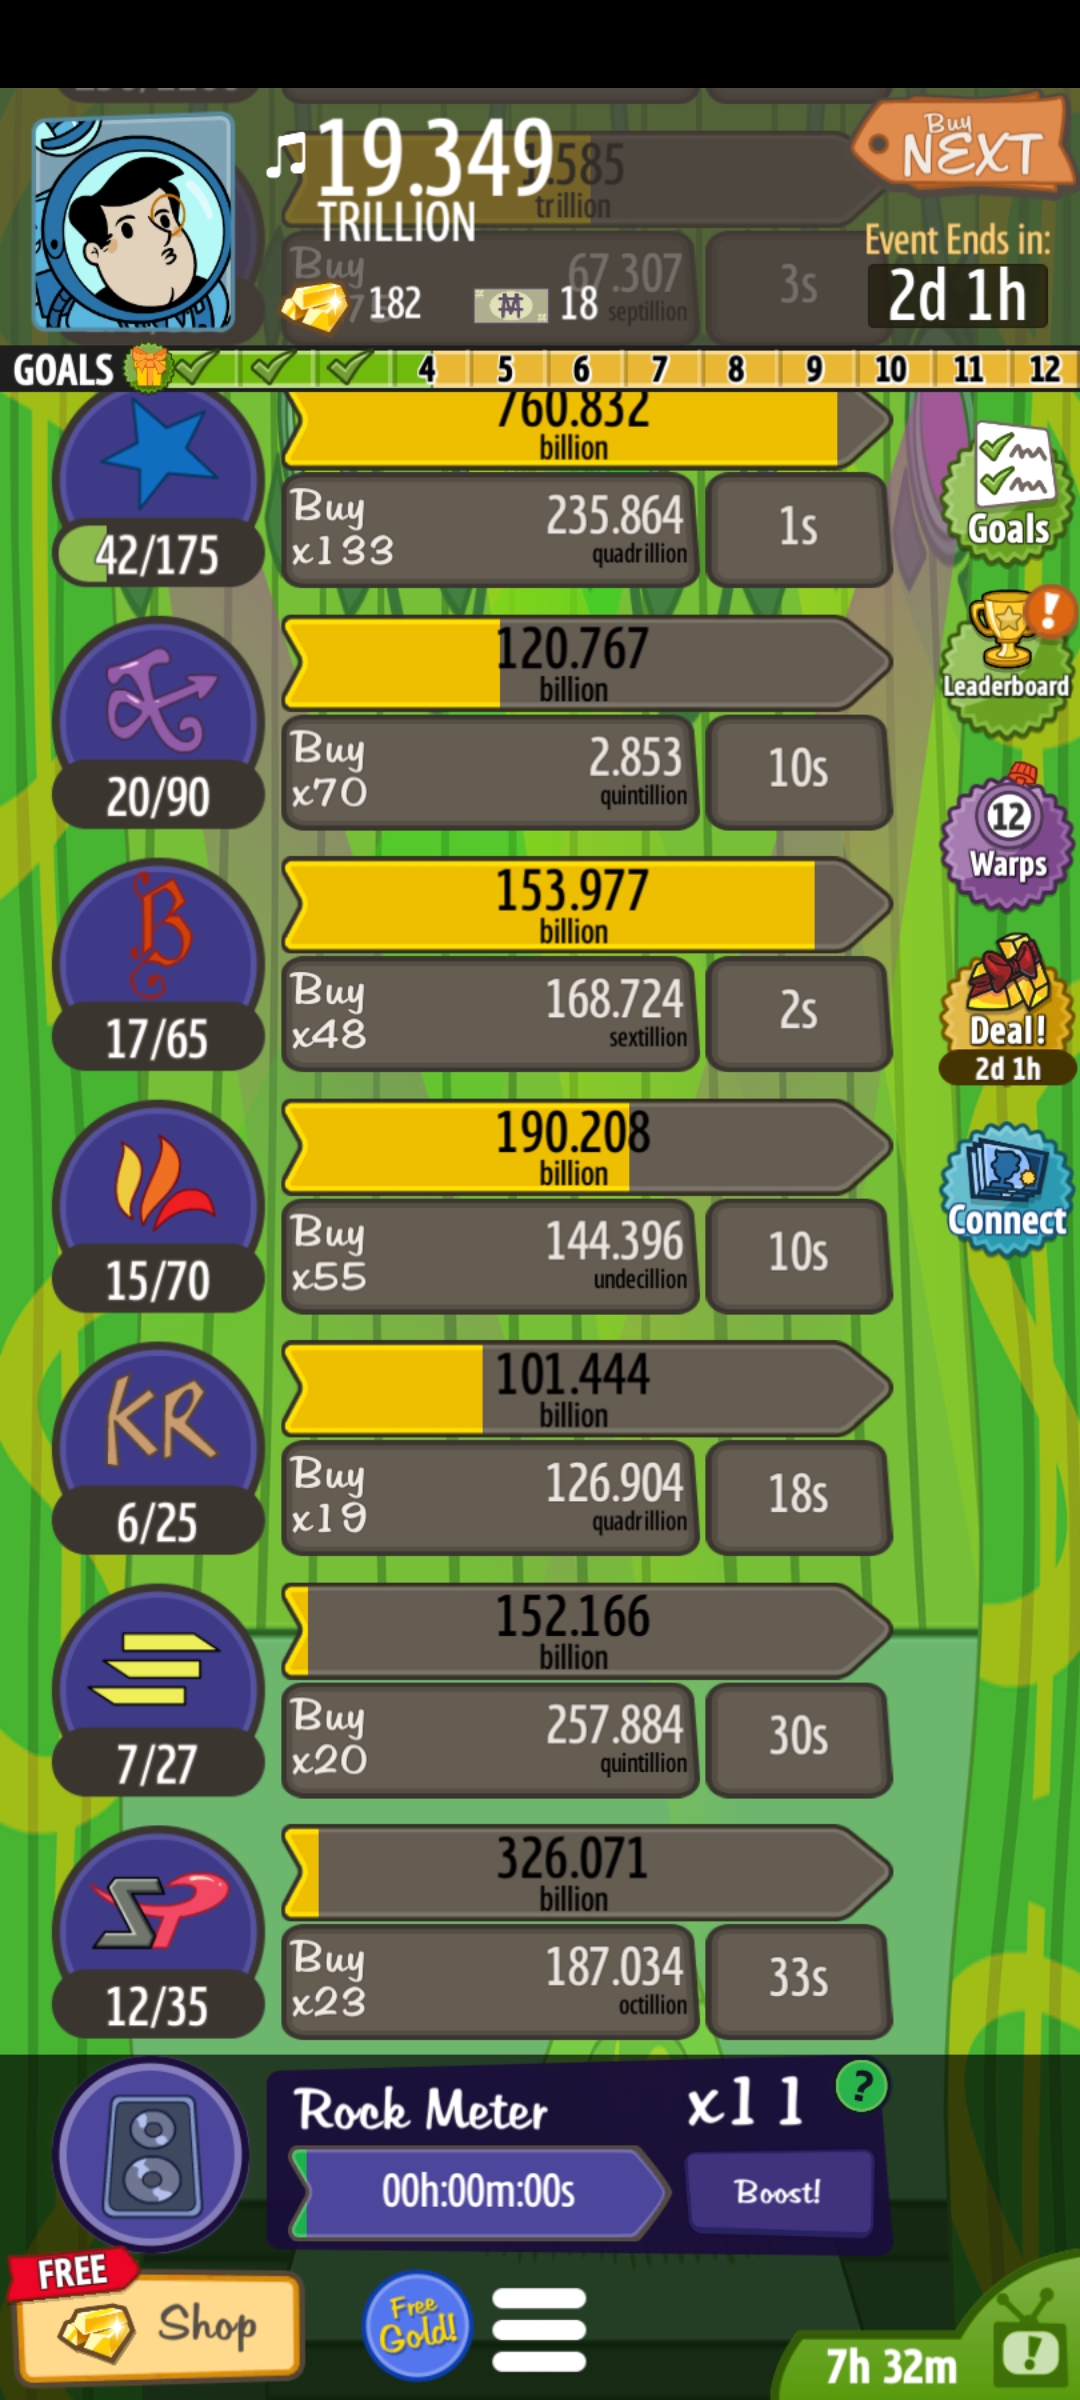 19.349
TRILLION
Buy
NEXT
1.585
trillion
Event Ends in:
2d 1h
Buy
67.307
septillion
3s
182
18
GOALS
4
5
6
7
8
9
10
11
12
760.832
billion
42/175
Buy
x133
235.864
quadrillion
1s
Goals
120.767
billion
20/90
Buy
x70
2.853
quintillion
10s
Leaderboard
12
Warps
153.977
billion
17/65
B
Buy
x48
168.724
sextillion
2s
Deal!
2d 1h
190.208
billion
15/70
Buy
x55
144.396
undecillion
10s
Connect
101.444
billion
KR
6/25
Buy
x19
126.904
quadrillion
18s
152.166
billion
7/27
Buy
x20
257.884
quintillion
30s
326.071
billion
SP
12/35
Buy
x23
187.034
octillion
33s
Rock Meter
x11
?
00h:00m:00s
Boost!
FREE
Shop
Free
Gold!
7h 32m